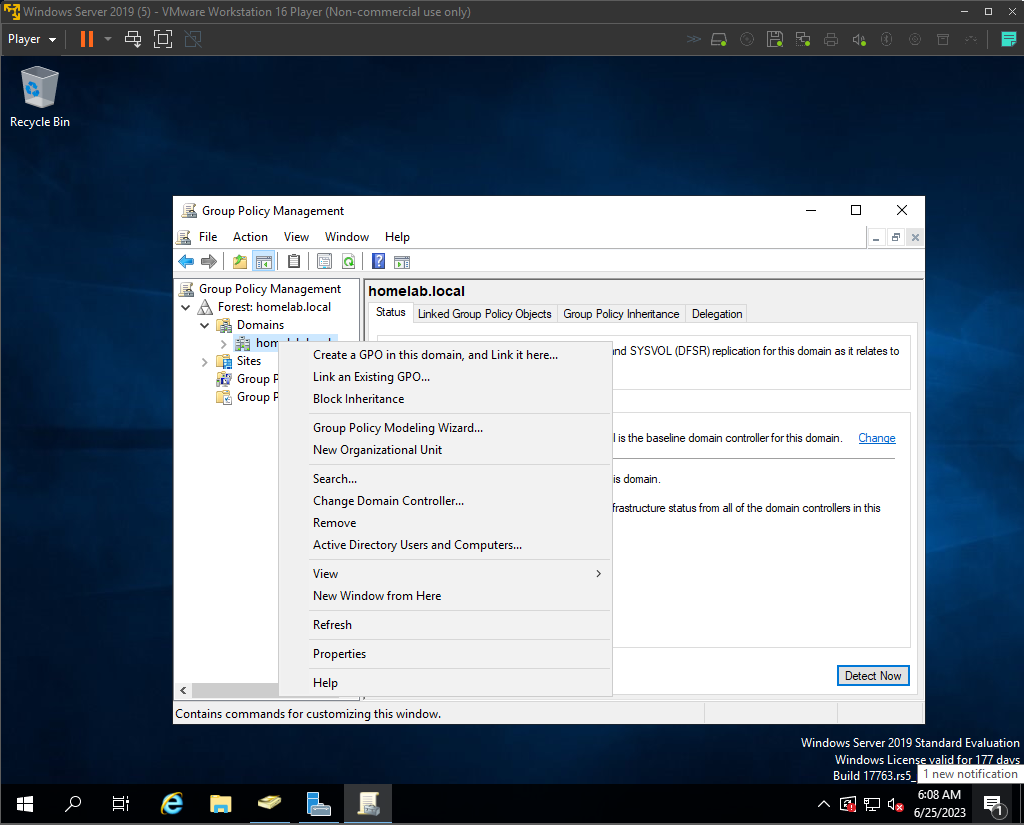 Windows Server 2019 (5) - VMware Workstation 16 Player (Non-commercial use only)
Player
Recycle Bin
Group Policy Management
File Action View Window Help
Group Policy Management
Forest: homelab.local
Domains
Sites
Group P
Group P
homelab.local
Status Linked Group Policy Objects Group Policy Inheritance Delegation
nd SYSVOL (DFSR) replication for this domain as it relates to
l is the baseline domain controller for this domain. Change
is domain.
frastructure status from all of the domain controllers in this
Detect Now
Create a GPO in this domain, and Link it here...
Link an Existing GPO...
Block Inheritance
Group Policy Modeling Wizard...
New Organizational Unit
Search...
Change Domain Controller...
Remove
Active Directory Users and Computers...
View
New Window from Here
Refresh
Properties
Help
Contains commands for customizing this window.
Windows Server 2019 Standard Evaluation
Windows License valid for 177 days
Build 17763.rs5_
1 new notification
6:08 AM
6/25/2023
1